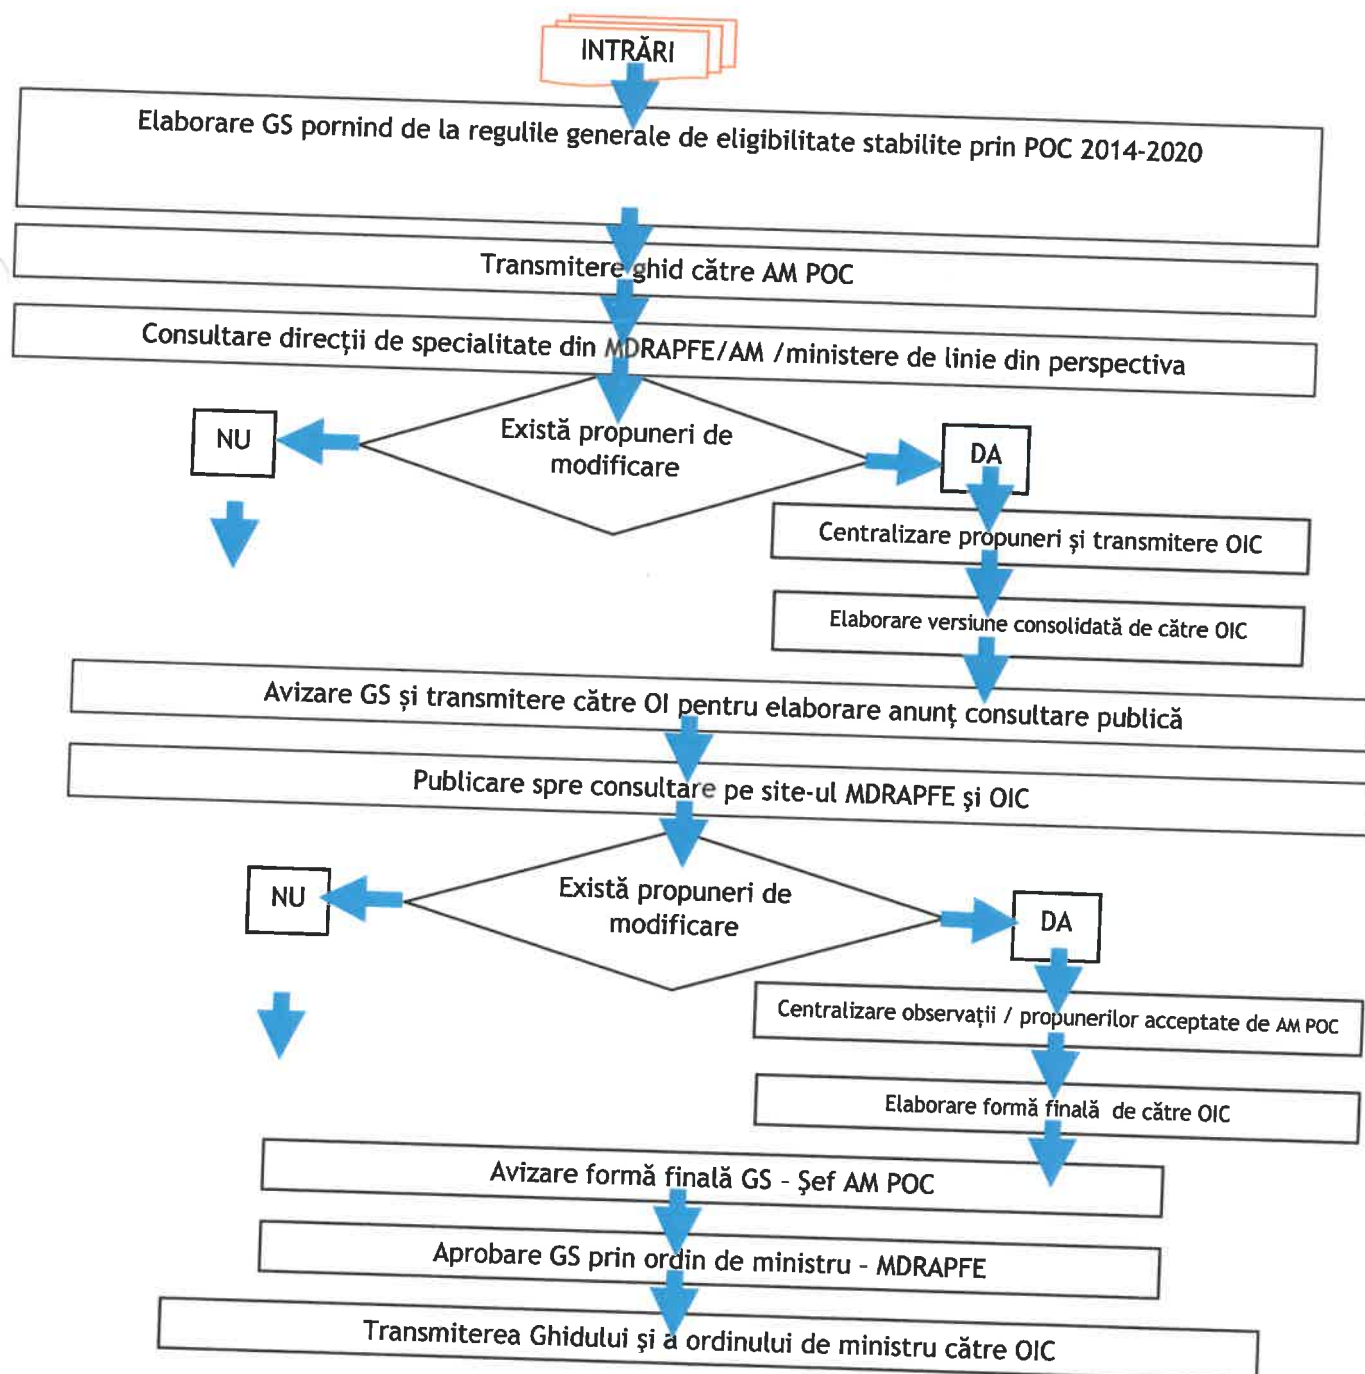 INTRĂRI
Elaborare GS pornind de la regulile generale de eligibilitate stabilite prin POC 2014-2020
Transmitere ghid către AM POC
Consultare direcții de specialitate din MDRAPFE/AM /ministere de linie din perspectiva
Există propuneri de
modificare
NU
DA
Centralizare propuneri și transmitere OIC
Elaborare versiune consolidată de către OIC
Avizare GS și transmitere către OI pentru elaborare anunț consultare publică
Publicare spre consultare pe site-ul MDRAPFE și OIC
Există propuneri de
modificare
NU
DA
Centralizare observații / propunerilor acceptate de AM POC
Elaborare formă finală de către OIC
Avizare formă finală GS - Șef AM POC
Aprobare GS prin ordin de ministru - MDRAPFE
Transmiterea Ghidului și a ordinului de ministru către OIC